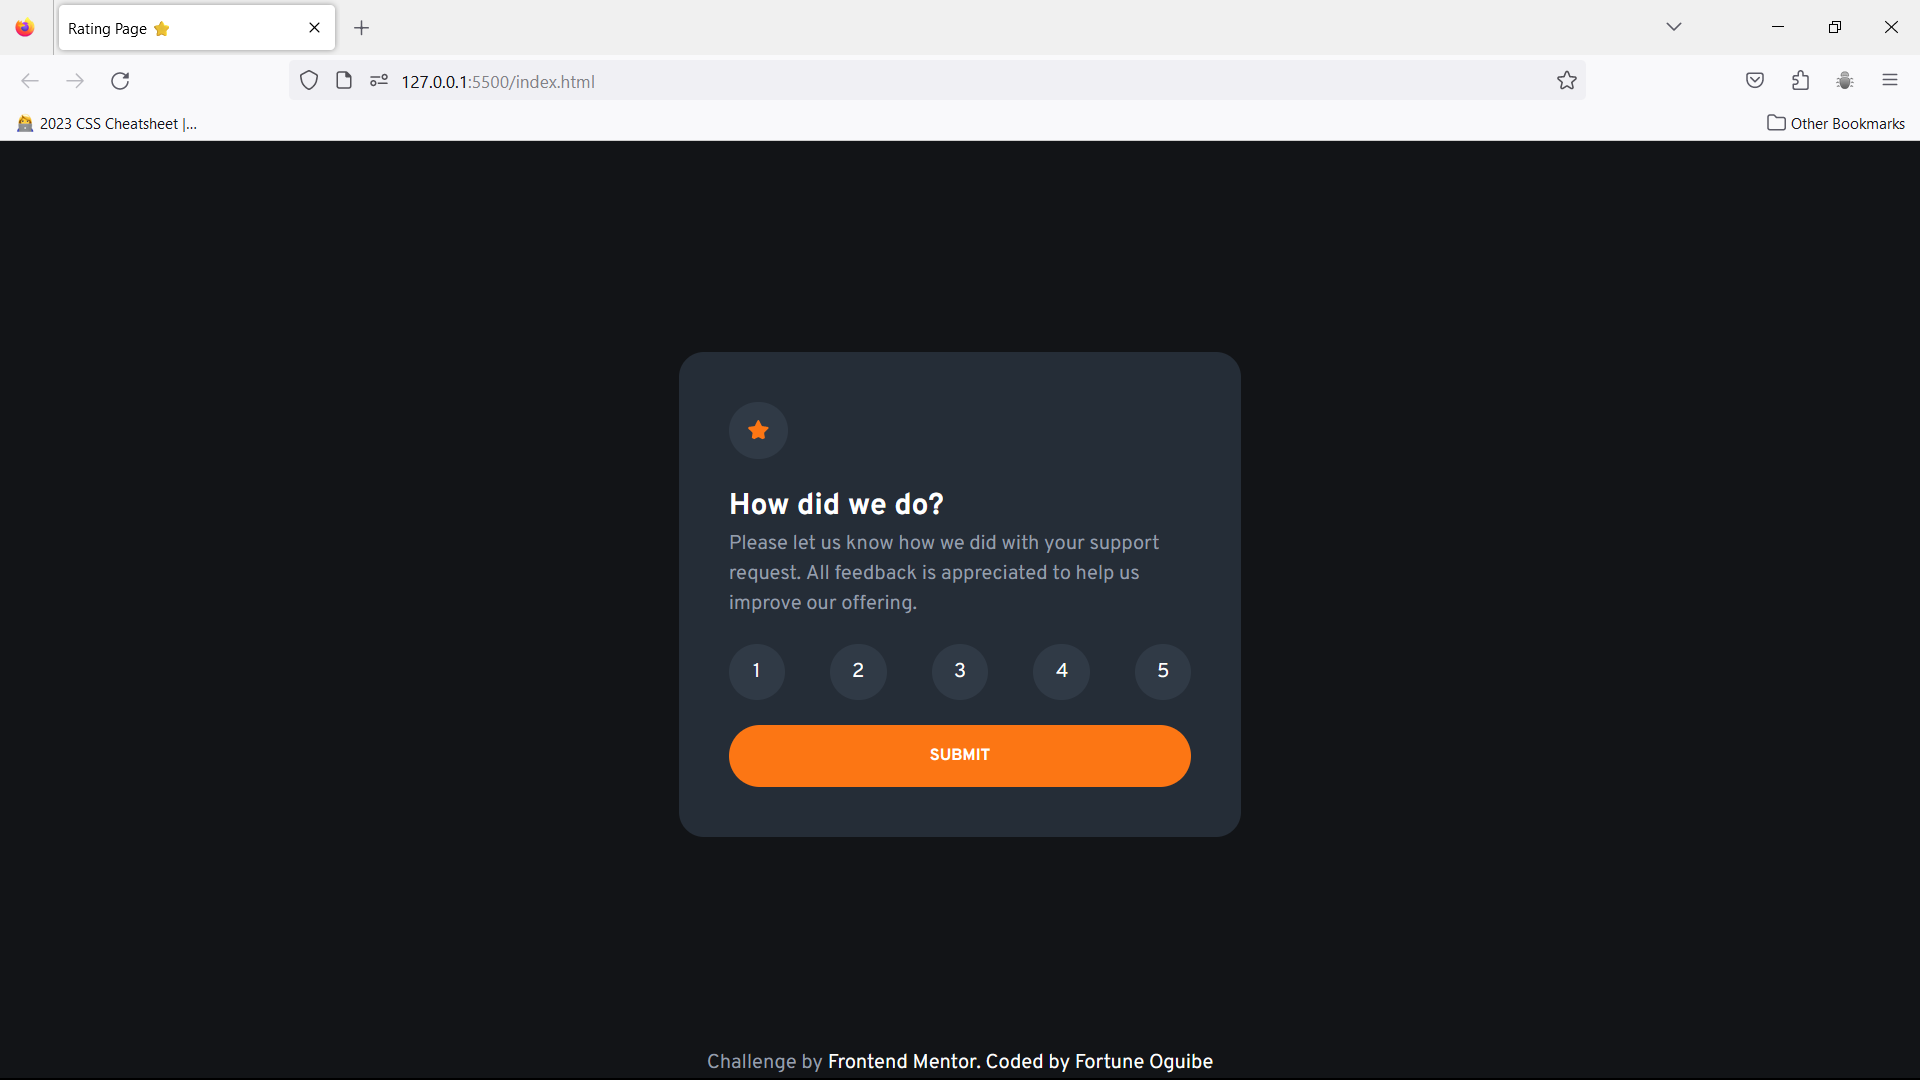 Rating Page ⭐
127.0.0.1:5500/index.html
2023 CSS Cheatsheet |...
Other Bookmarks
How did we do?
Please let us know how we did with your support
request. All feedback is appreciated to help us
improve our offering.
1 2 3 4 5
SUBMIT
Challenge by Frontend Mentor. Coded by Fortune Oguibe